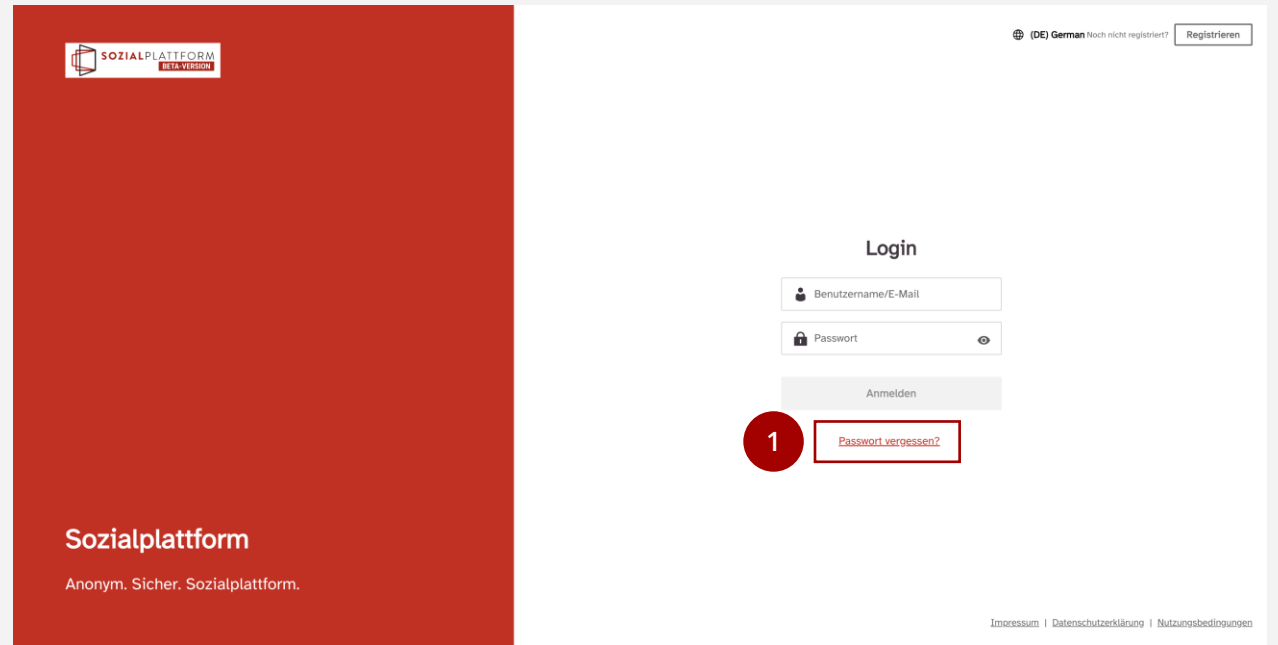 SOZIALPLATTFORM
BETA-VERSION
(DE) German Noch nicht registriert? Registrieren
Login
Benutzername/E-Mail
Passwort
Anmelden
1 Passwort vergessen?
Sozialplattform
Anonym. Sicher. Sozialplattform.
Impressum | Datenschutzerklärung | Nutzungsbedingungen